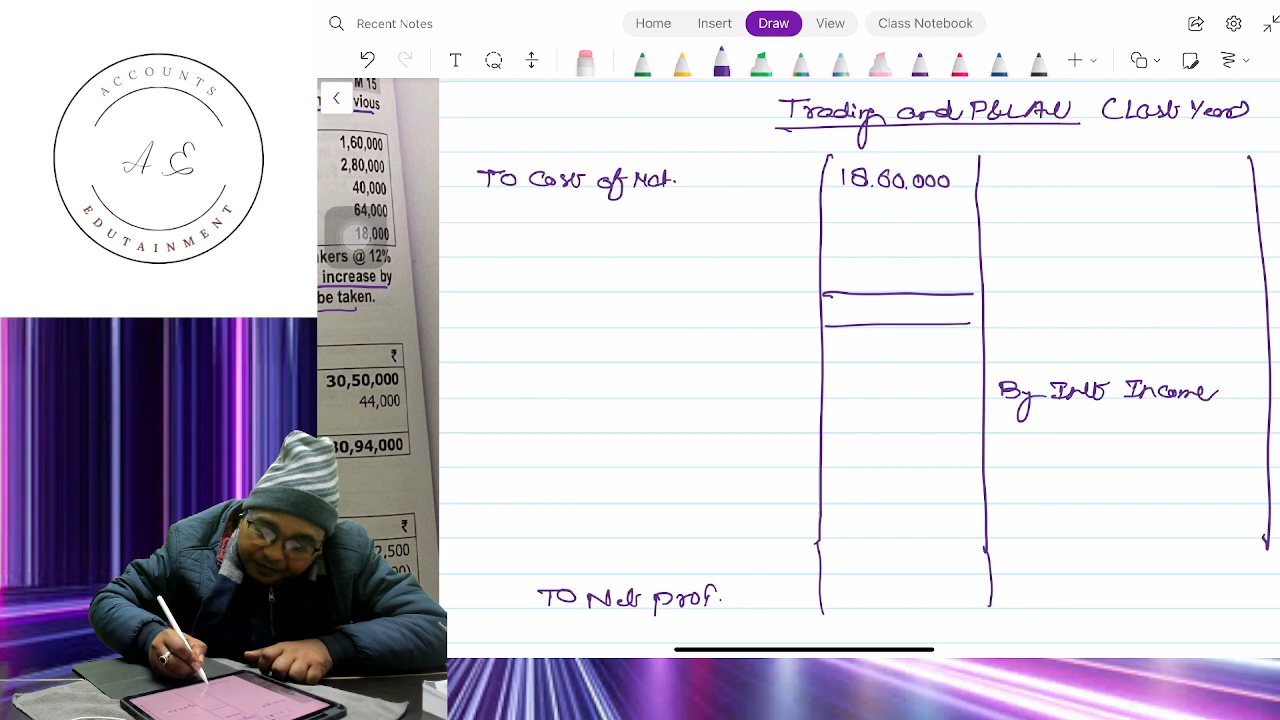 ACCOUNTS
A E
EDUTAINMENT
Recent Notes
Home Insert Draw View Class Notebook
M 15
vious
1,60,000
2,80,000
40,000
64,000
18,000
kers @ 12%
increase by
be taken.
₹
30,50,000
44,000
30,94,000
₹
2,500
Trading and P&L A/c (Last Year)
To Cost of Mat. 18.60.000
By Int Income
To Net prof.